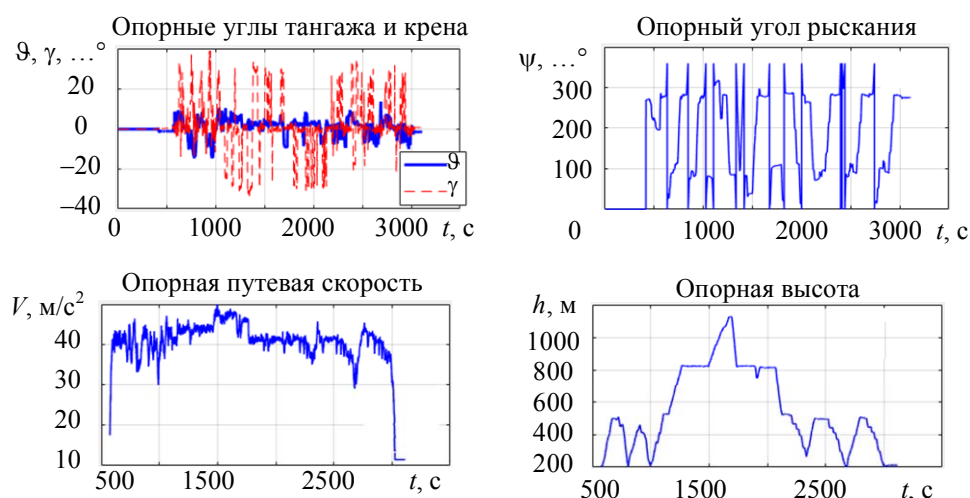 Опорные углы тангажа и крена
ϑ, γ, …°
20
0
–20
–40
0 1000 2000 3000 t, с
ϑ
γ
Опорный угол рыскания
ψ, …°
300
200
100
0 1000 2000 3000 t, с
Опорная путевая скорость
V, м/с²
40
30
20
10
500 1500 2500 t, с
Опорная высота
h, м
1000
800
600
400
200
500 1500 2500 t, с